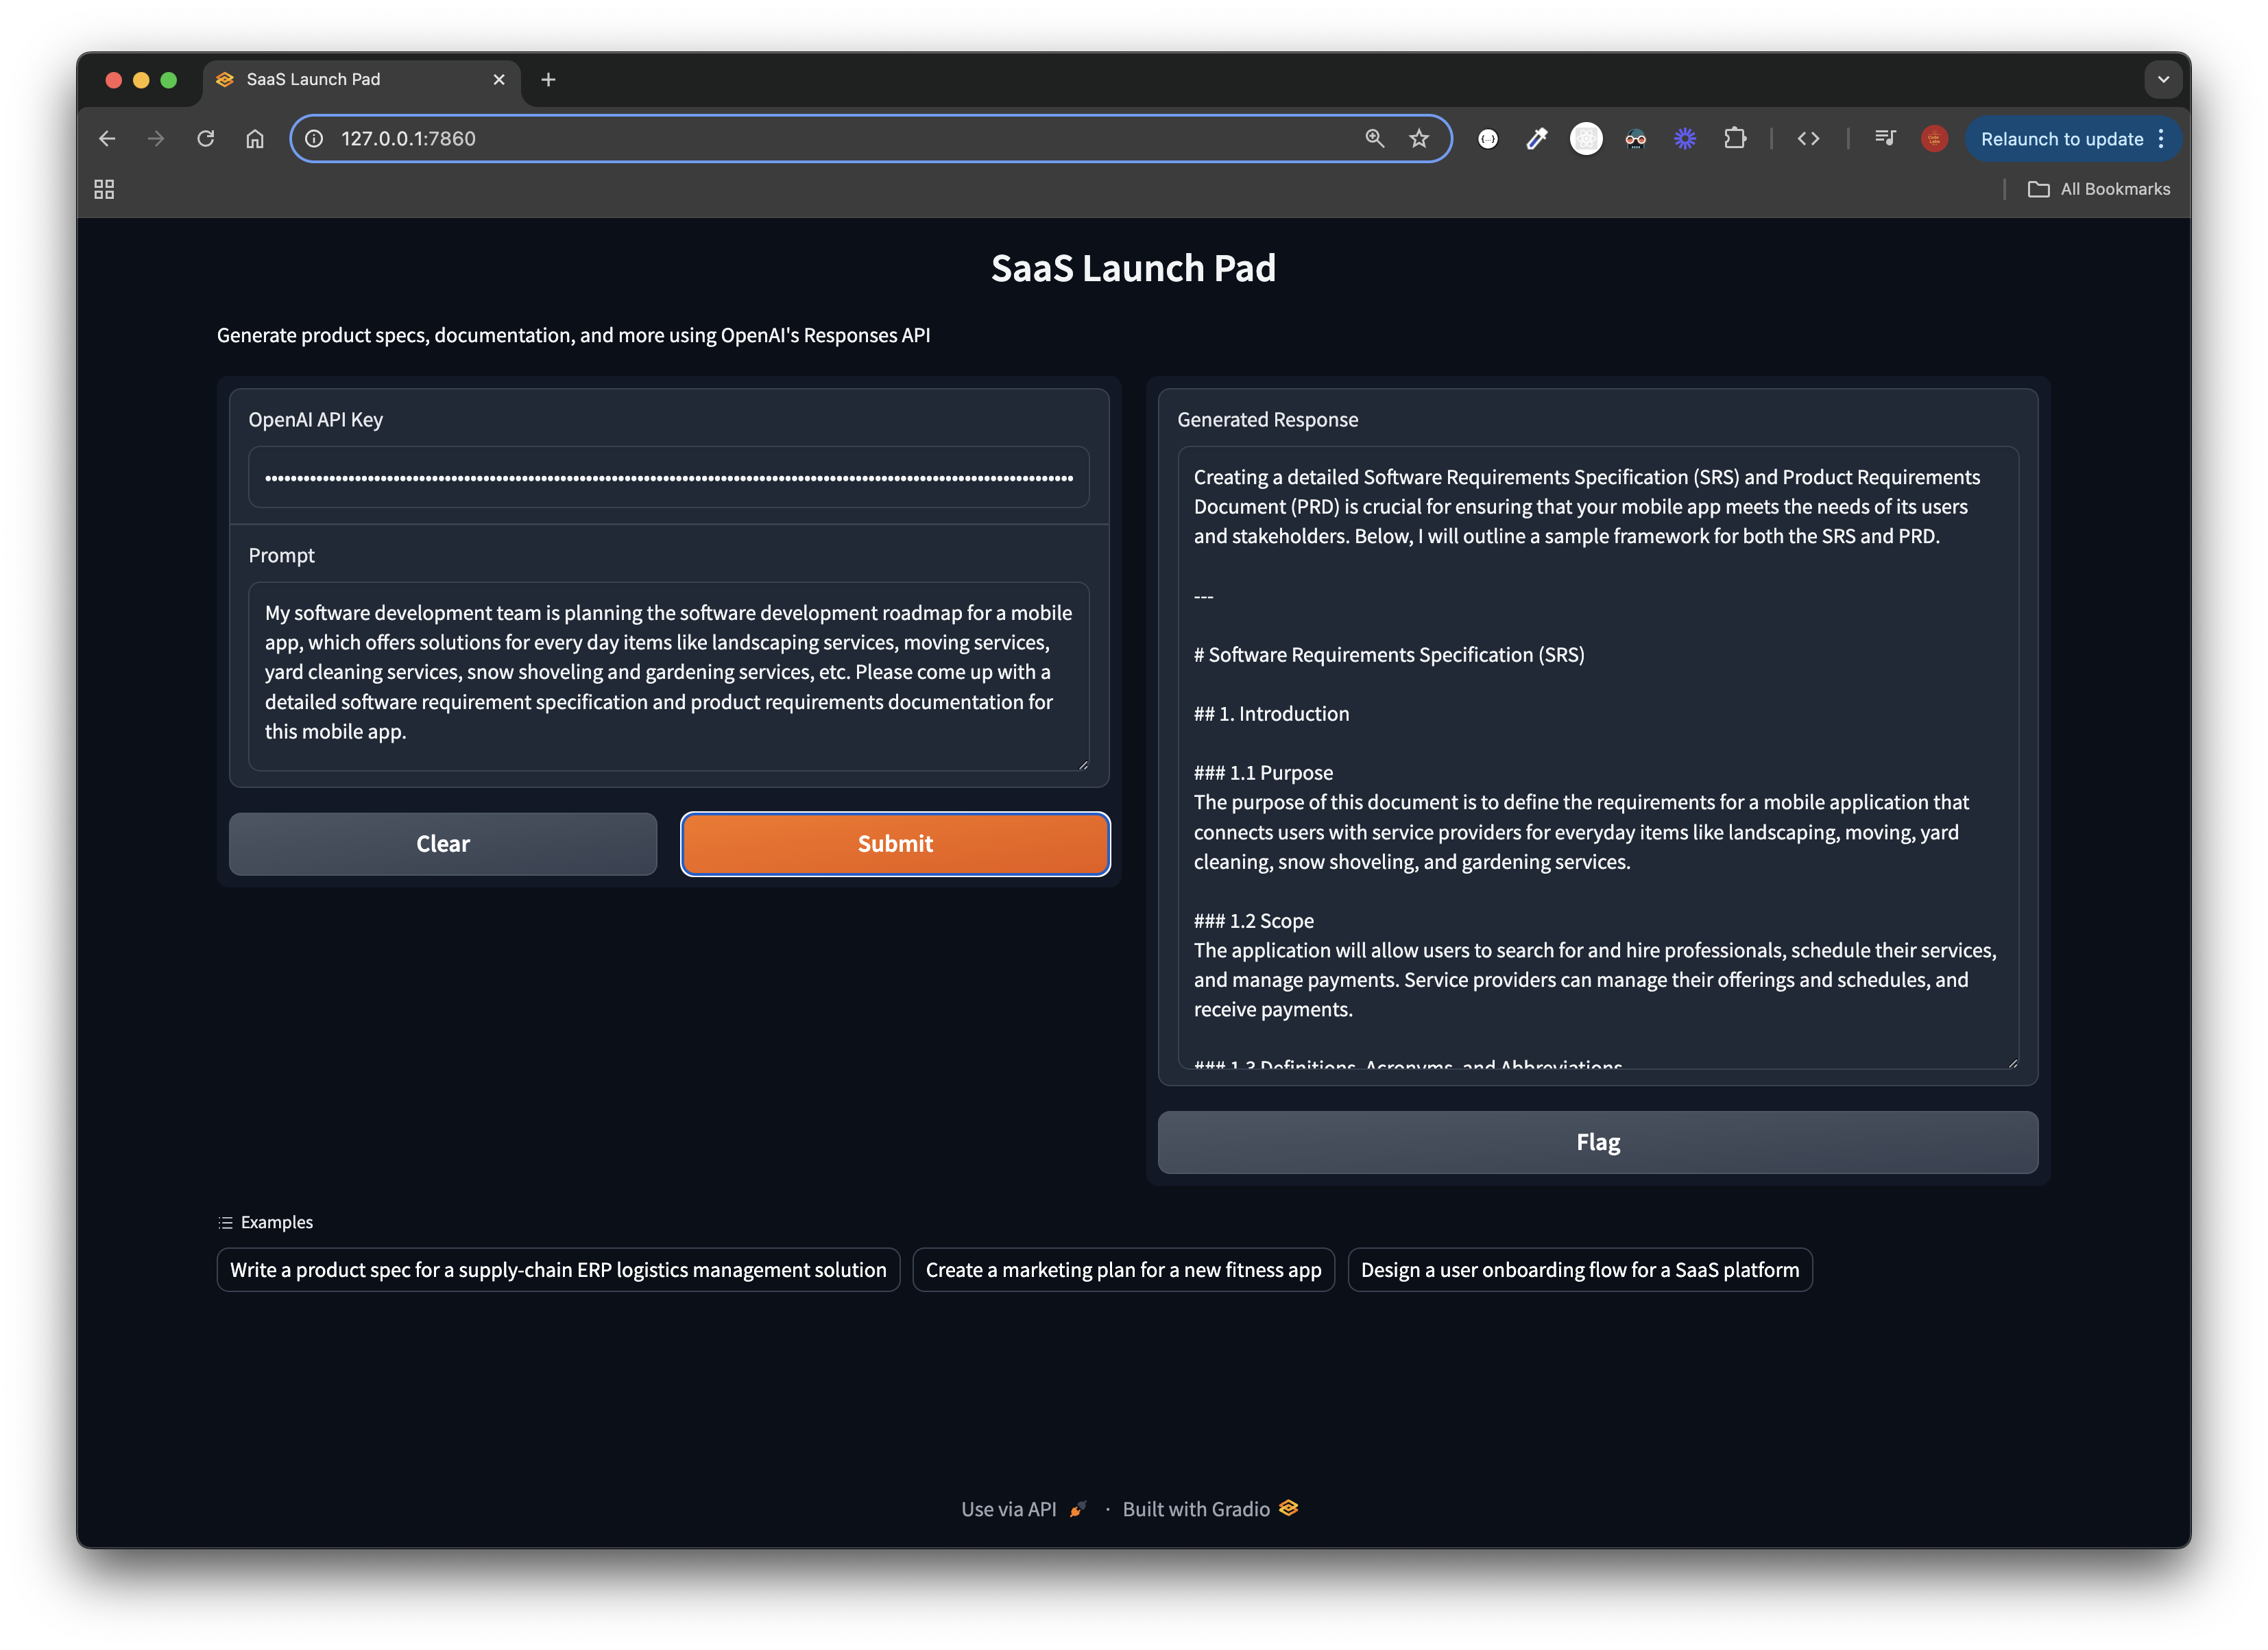 SaaS Launch Pad
127.0.0.1:7860
Relaunch to update
All Bookmarks
SaaS Launch Pad
Generate product specs, documentation, and more using OpenAI's Responses API
OpenAI API Key
Prompt
My software development team is planning the software development roadmap for a mobile
app, which offers solutions for every day items like landscaping services, moving services,
yard cleaning services, snow shoveling and gardening services, etc. Please come up with a
detailed software requirement specification and product requirements documentation for
this mobile app.
Clear
Submit
Generated Response
Creating a detailed Software Requirements Specification (SRS) and Product Requirements
Document (PRD) is crucial for ensuring that your mobile app meets the needs of its users
and stakeholders. Below, I will outline a sample framework for both the SRS and PRD.
---
# Software Requirements Specification (SRS)
## 1. Introduction
### 1.1 Purpose
The purpose of this document is to define the requirements for a mobile application that
connects users with service providers for everyday items like landscaping, moving, yard
cleaning, snow shoveling, and gardening services.
### 1.2 Scope
The application will allow users to search for and hire professionals, schedule their services,
and manage payments. Service providers can manage their offerings and schedules, and
receive payments.
### 1.3 Definitions, Acronyms, and Abbreviations
Flag
Examples
Write a product spec for a supply-chain ERP logistics management solution
Create a marketing plan for a new fitness app
Design a user onboarding flow for a SaaS platform
Use via API · Built with Gradio